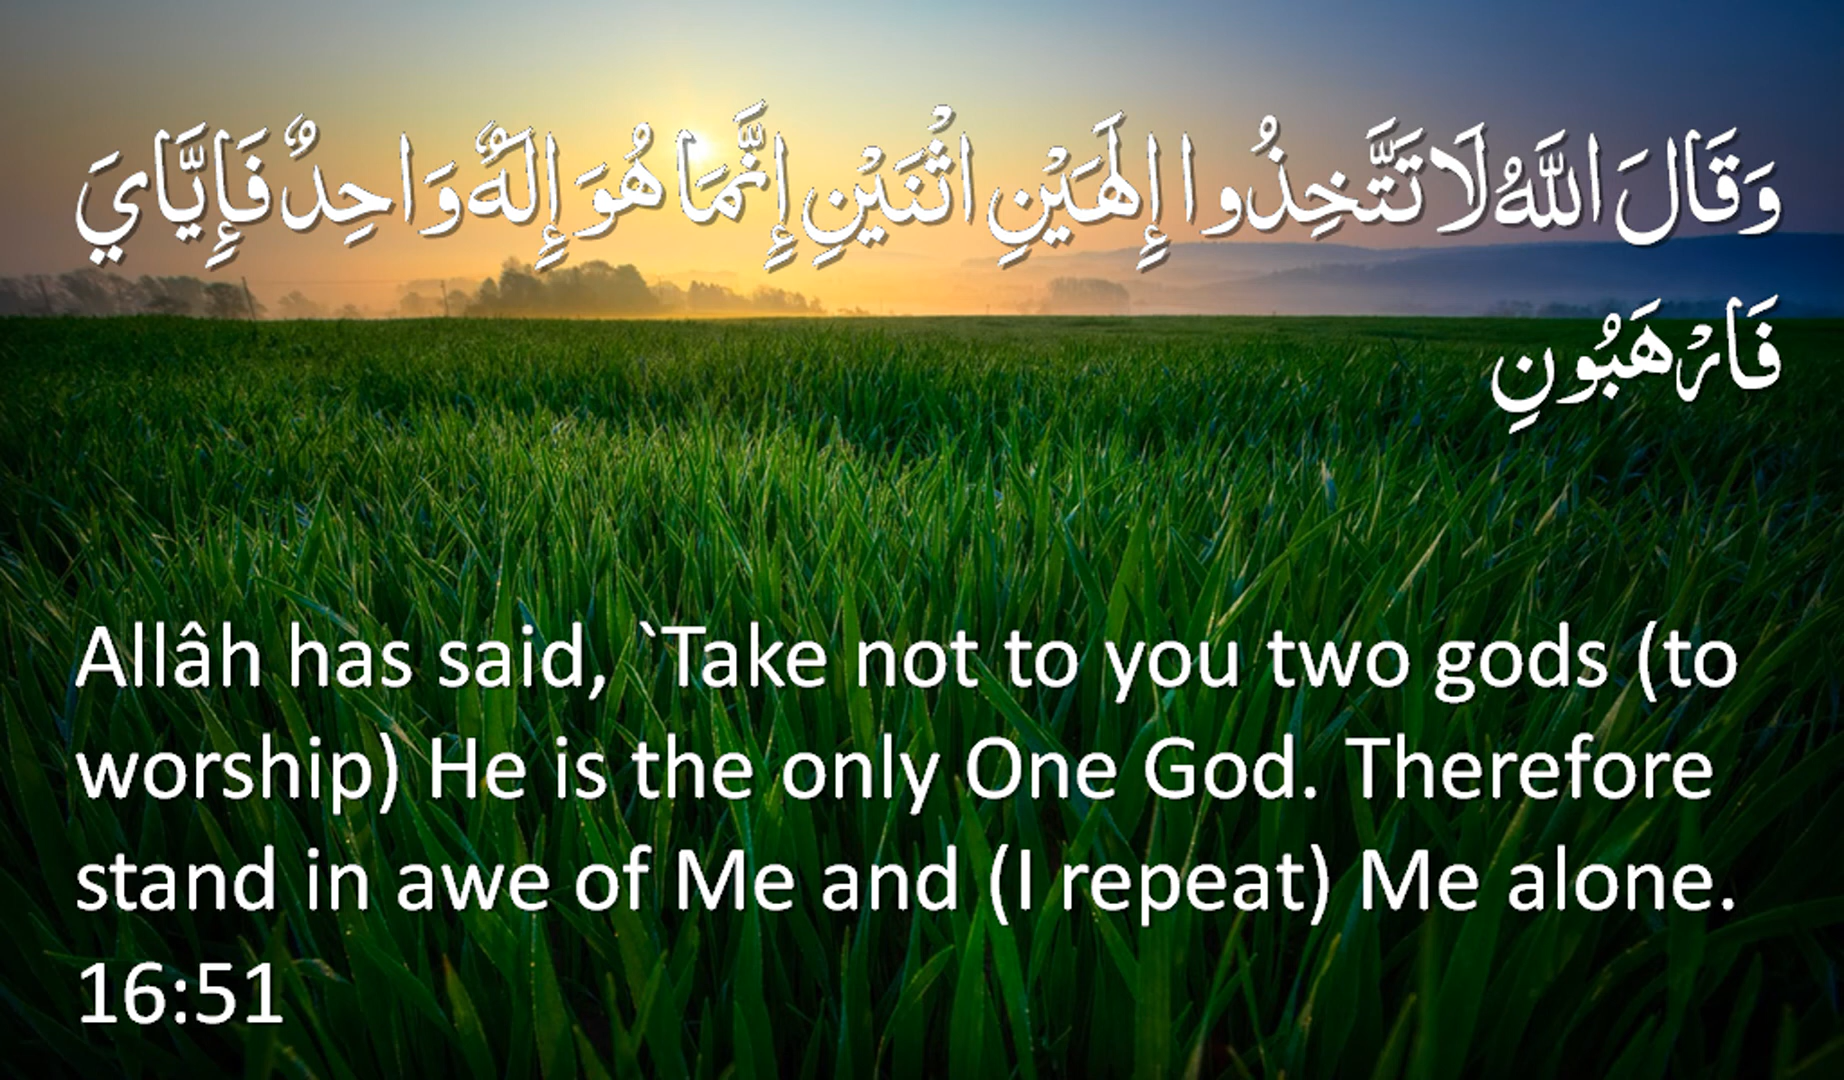 وَقَالَ اللَّهُ لَا تَتَّخِذُوا إِلَٰهَيْنِ اثْنَيْنِ إِنَّمَا هُوَ إِلَٰهٌ وَاحِدٌ فَإِيَّايَ
فَارْهَبُونِ
Allâh has said, `Take not to you two gods (to
worship) He is the only One God. Therefore
stand in awe of Me and (I repeat) Me alone.
16:51